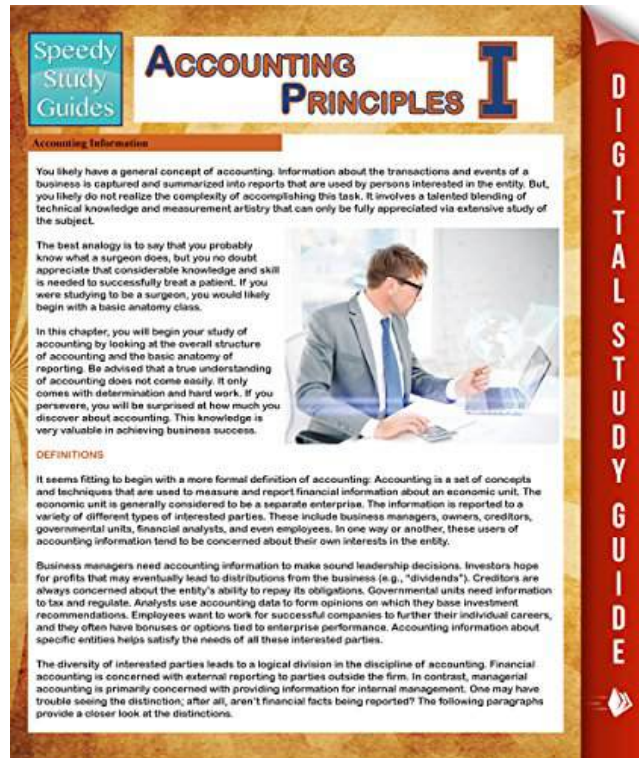 Speedy
Study
Guides
ACCOUNTING
PRINCIPLES I
Accounting Information
You likely have a general concept of accounting. Information about the transactions and events of a
business is captured and summarized into reports that are used by persons interested in the entity. But,
you likely do not realize the complexity of accomplishing this task. It involves a talented blending of
technical knowledge and measurement artistry that can only be fully appreciated via extensive study of
the subject.
The best analogy is to say that you probably
know what a surgeon does, but you no doubt
appreciate that considerable knowledge and skill
is needed to successfully treat a patient. If you
were studying to be a surgeon, you would likely
begin with a basic anatomy class.
In this chapter, you will begin your study of
accounting by looking at the overall structure
of accounting and the basic anatomy of
reporting. Be advised that a true understanding
of accounting does not come easily. It only
comes with determination and hard work. If you
persevere, you will be surprised at how much you
discover about accounting. This knowledge is
very valuable in achieving business success.
DEFINITIONS
It seems fitting to begin with a more formal definition of accounting: Accounting is a set of concepts
and techniques that are used to measure and report financial information about an economic unit. The
economic unit is generally considered to be a separate enterprise. The information is reported to a
variety of different types of interested parties. These include business managers, owners, creditors,
governmental units, financial analysts, and even employees. In one way or another, these users of
accounting information tend to be concerned about their own interests in the entity.
Business managers need accounting information to make sound leadership decisions. Investors hope
for profits that may eventually lead to distributions from the business (e.g., "dividends"). Creditors are
always concerned about the entity's ability to repay its obligations. Governmental units need information
to tax and regulate. Analysts use accounting data to form opinions on which they base investment
recommendations. Employees want to work for successful companies to further their individual careers,
and they often have bonuses or options tied to enterprise performance. Accounting information about
specific entities helps satisfy the needs of all these interested parties.
The diversity of interested parties leads to a logical division in the discipline of accounting. Financial
accounting is concerned with external reporting to parties outside the firm. In contrast, managerial
accounting is primarily concerned with providing information for internal management. One may have
trouble seeing the distinction; after all, aren't financial facts being reported? The following paragraphs
provide a closer look at the distinctions.
DIGITAL STUDY GUIDE